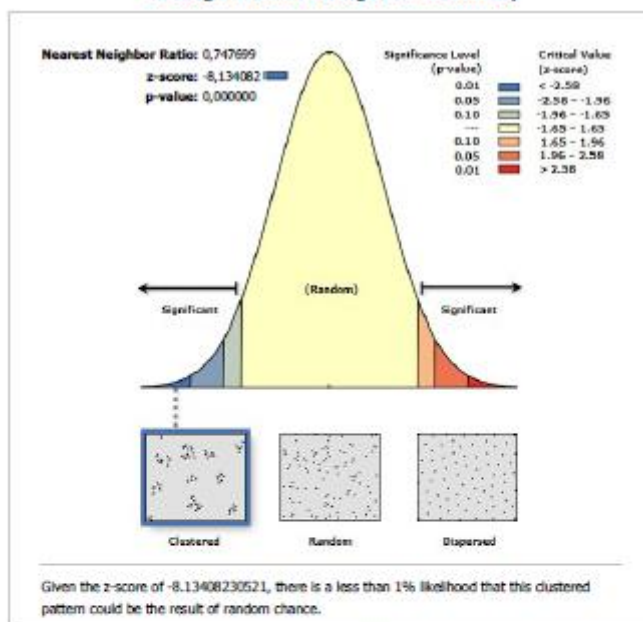 Nearest Neighbor Ratio: 0,747699
z-score: -8,134082
p-value: 0,000000
Significance Level
(p-value)
Critical Value
(z-score)
0.01 < -2.58
0.05 -2.58 - -1.96
0.10 -1.96 - -1.65
--- -1.65 - 1.65
0.10 1.65 - 1.96
0.05 1.96 - 2.58
0.01 > 2.58
(Random)
Significant
Significant
Clustered
Random
Dispersed
Given the z-score of -8.13408230521, there is a less than 1% likelihood that this clustered
pattern could be the result of random chance.